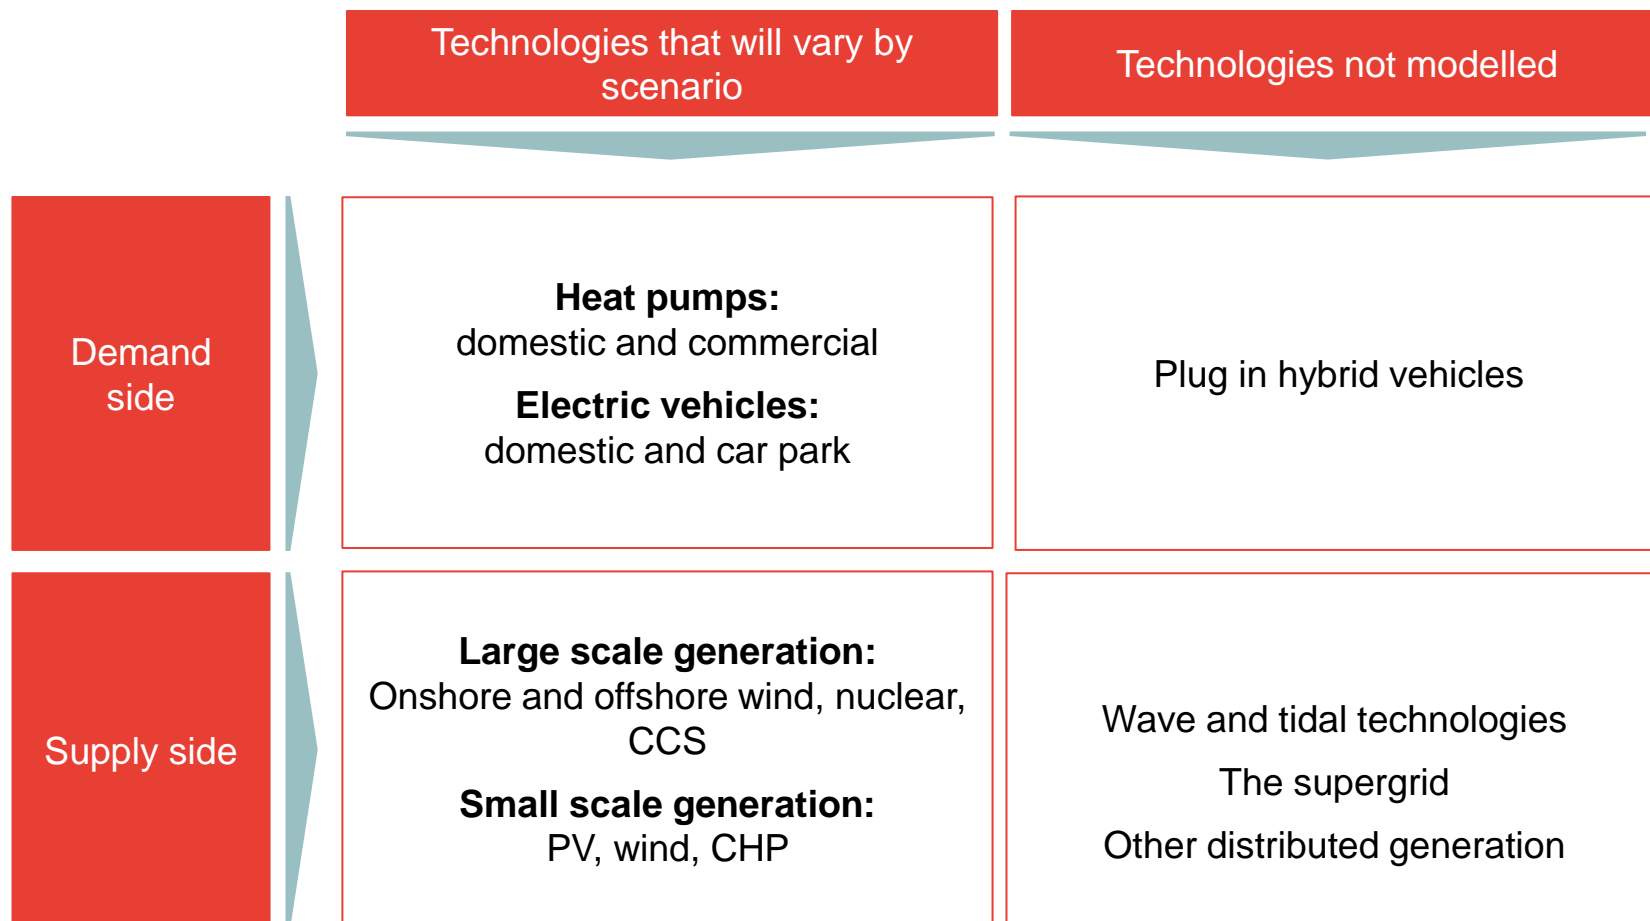 Technologies that will vary by
scenario
Technologies not modelled
Demand
side
Heat pumps:
domestic and commercial
Electric vehicles:
domestic and car park
Plug in hybrid vehicles
Supply side
Large scale generation:
Onshore and offshore wind, nuclear,
CCS
Small scale generation:
PV, wind, CHP
Wave and tidal technologies
The supergrid
Other distributed generation